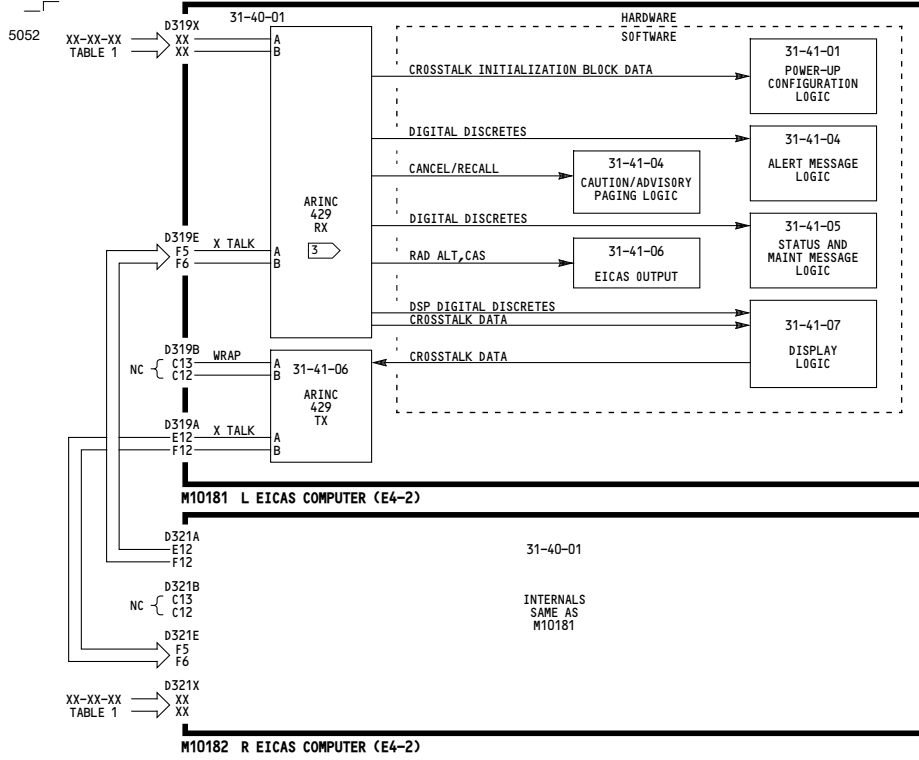 5052
XX-XX-XX
TABLE 1
D319X
XX
XX
31-40-01
A
B
ARINC
429
RX
3
HARDWARE
SOFTWARE
CROSSTALK INITIALIZATION BLOCK DATA
31-41-01
POWER-UP
CONFIGURATION
LOGIC
DIGITAL DISCRETES
31-41-04
ALERT MESSAGE
LOGIC
CANCEL/RECALL
31-41-04
CAUTION/ADVISORY
PAGING LOGIC
DIGITAL DISCRETES
31-41-05
STATUS AND
MAINT MESSAGE
LOGIC
D319E
F5
F6
X TALK
A
B
RAD ALT,CAS
31-41-06
EICAS OUTPUT
DSP DIGITAL DISCRETES
CROSSTALK DATA
31-41-07
DISPLAY
LOGIC
CROSSTALK DATA
NC
D319B
C13
C12
WRAP
A
B
31-41-06
ARINC
429
TX
D319A
E12
F12
X TALK
A
B
M10181 L EICAS COMPUTER (E4-2)
D321A
E12
F12
31-40-01
NC
D321B
C13
C12
INTERNALS
SAME AS
M10181
D321E
F5
F6
XX-XX-XX
TABLE 1
D321X
XX
XX
M10182 R EICAS COMPUTER (E4-2)